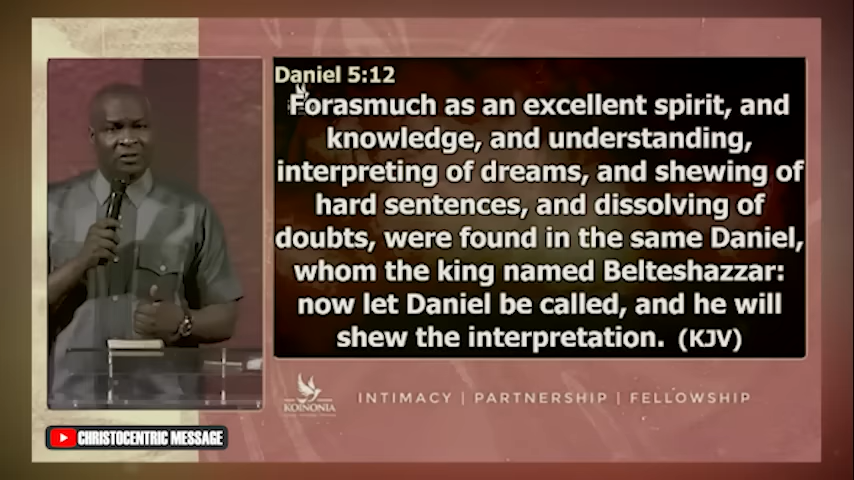 Daniel 5:12
Forasmuch as an excellent spirit, and
knowledge, and understanding,
interpreting of dreams, and shewing of
hard sentences, and dissolving of
doubts, were found in the same Daniel,
whom the king named Belteshazzar:
now let Daniel be called, and he will
shew the interpretation. (KJV)
KOINONIA
INTIMACY | PARTNERSHIP | FELLOWSHIP
CHRISTOCENTRIC MESSAGE